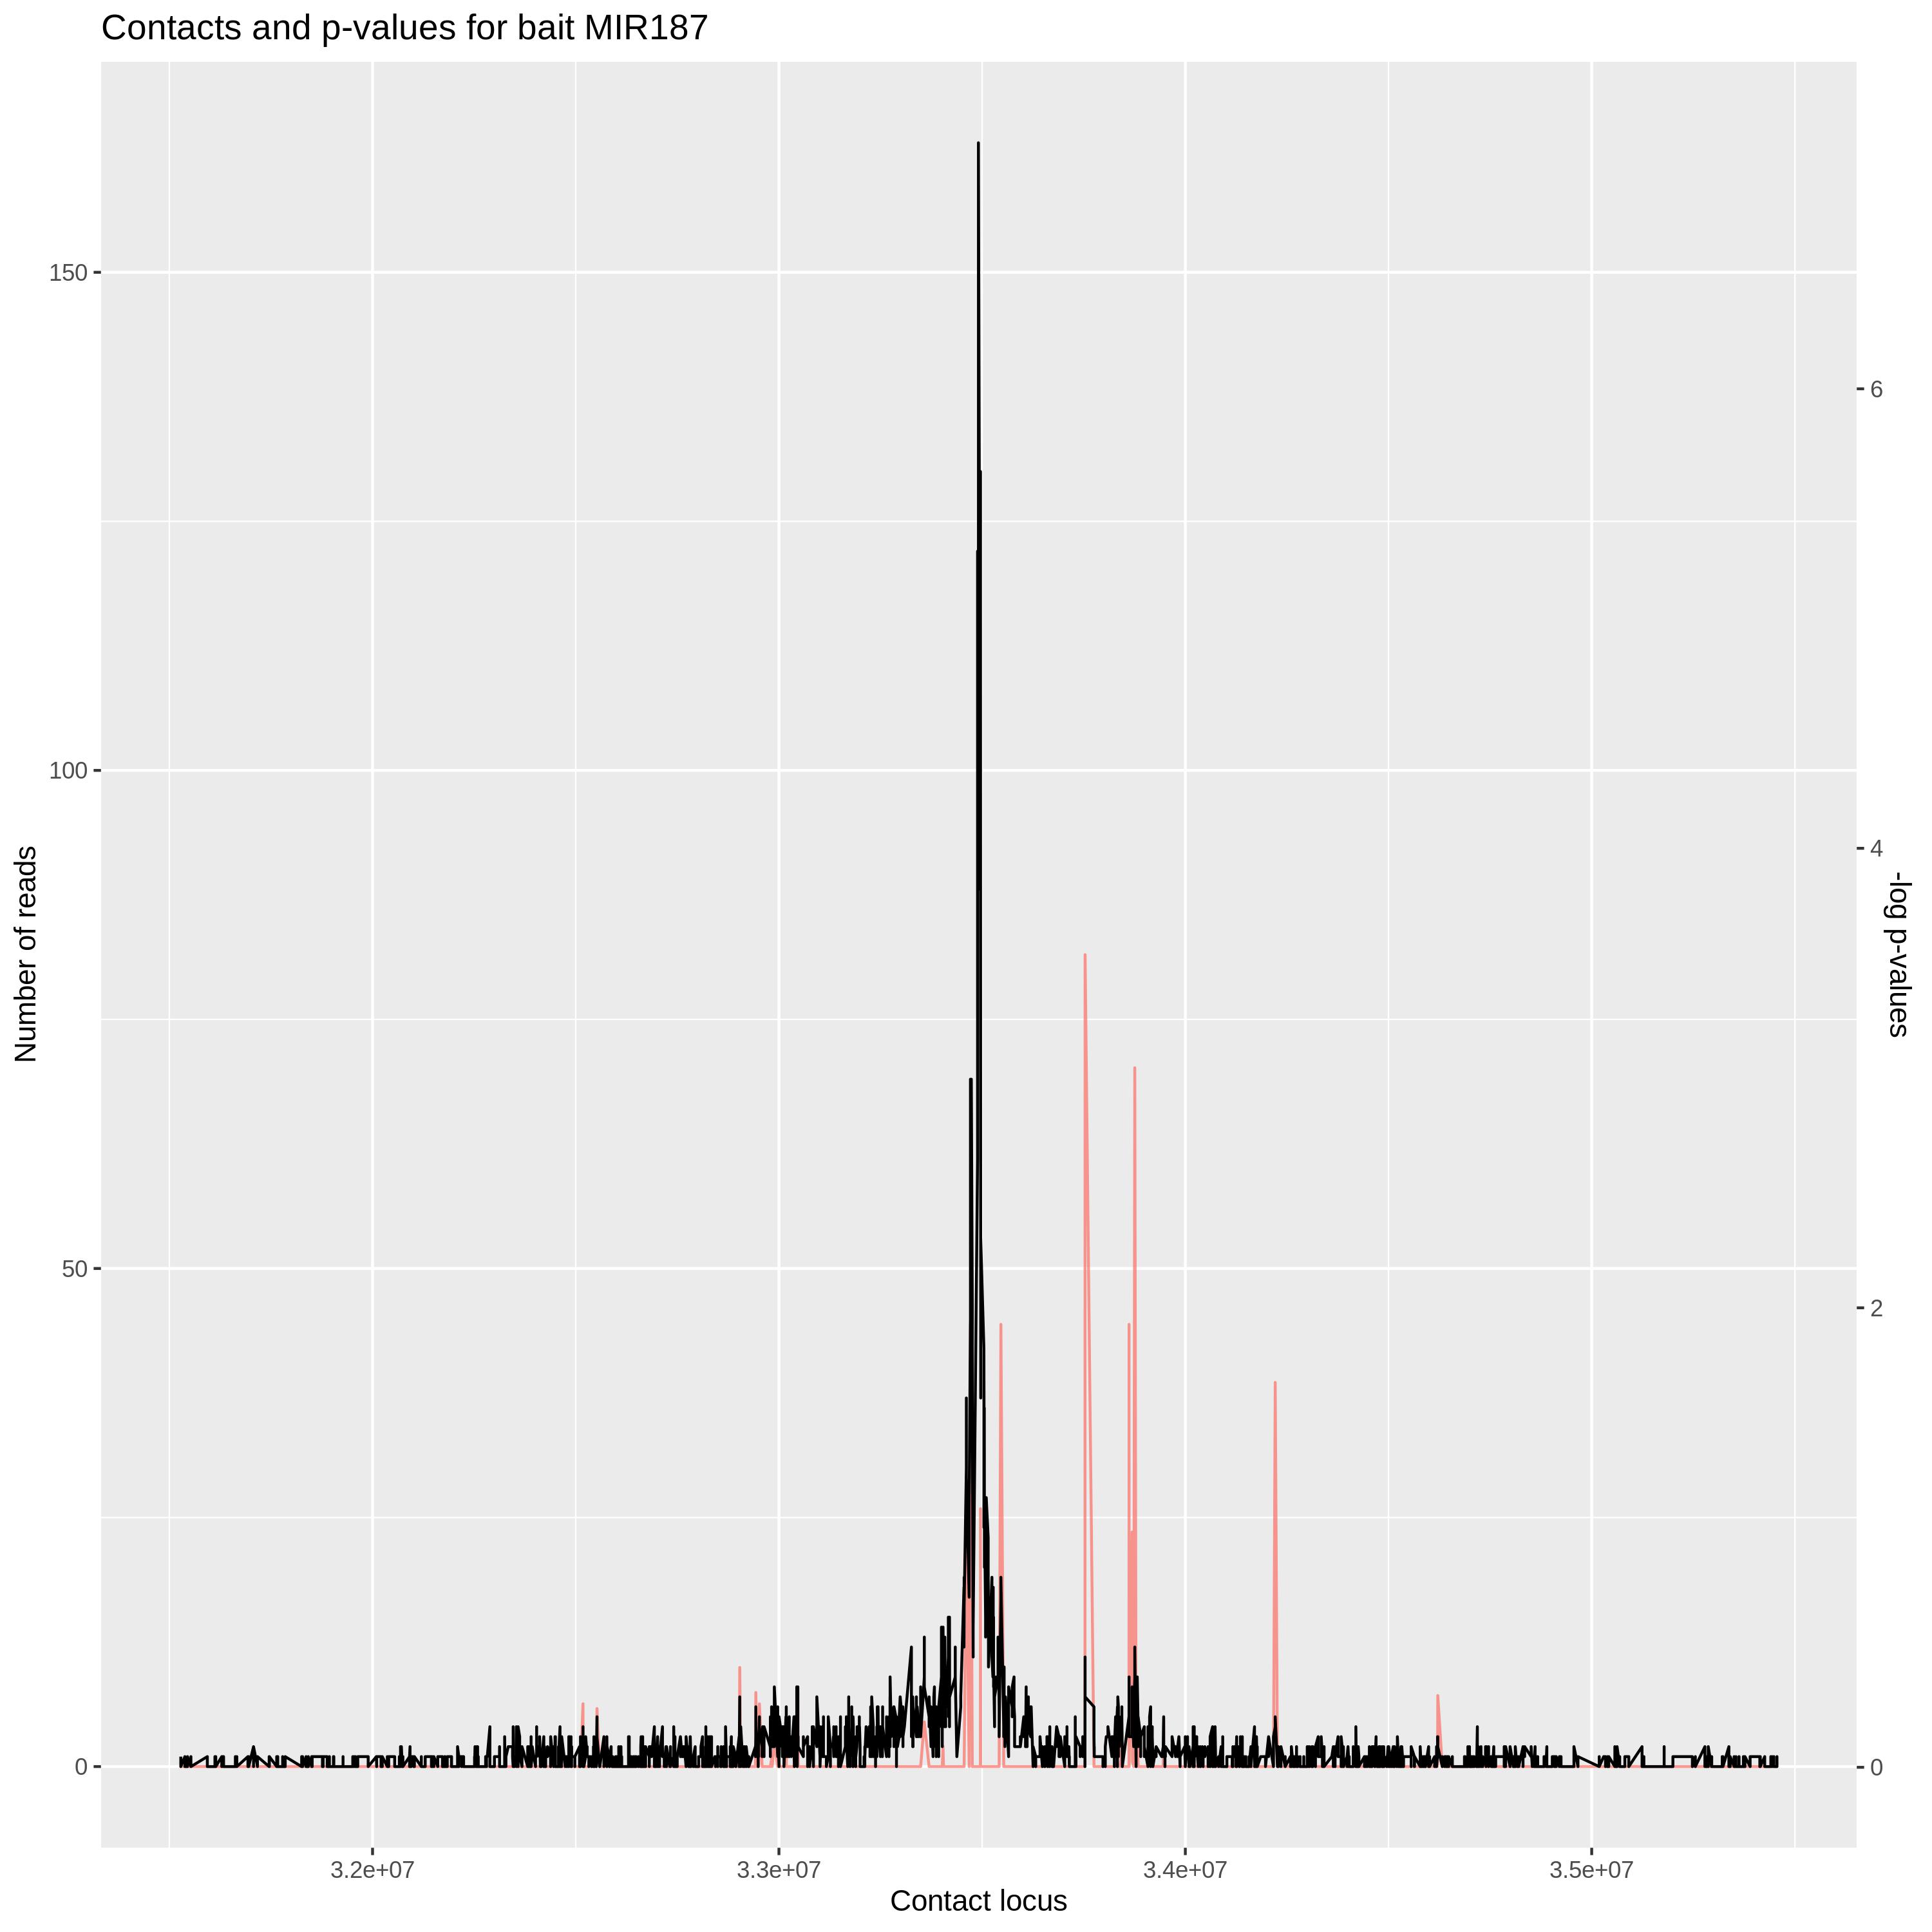 Contacts and p-values for bait MIR187
150
100
50
0
6
4
2
0
Number of reads
-log p-values
3.2e+07
3.3e+07
3.4e+07
3.5e+07
Contact locus